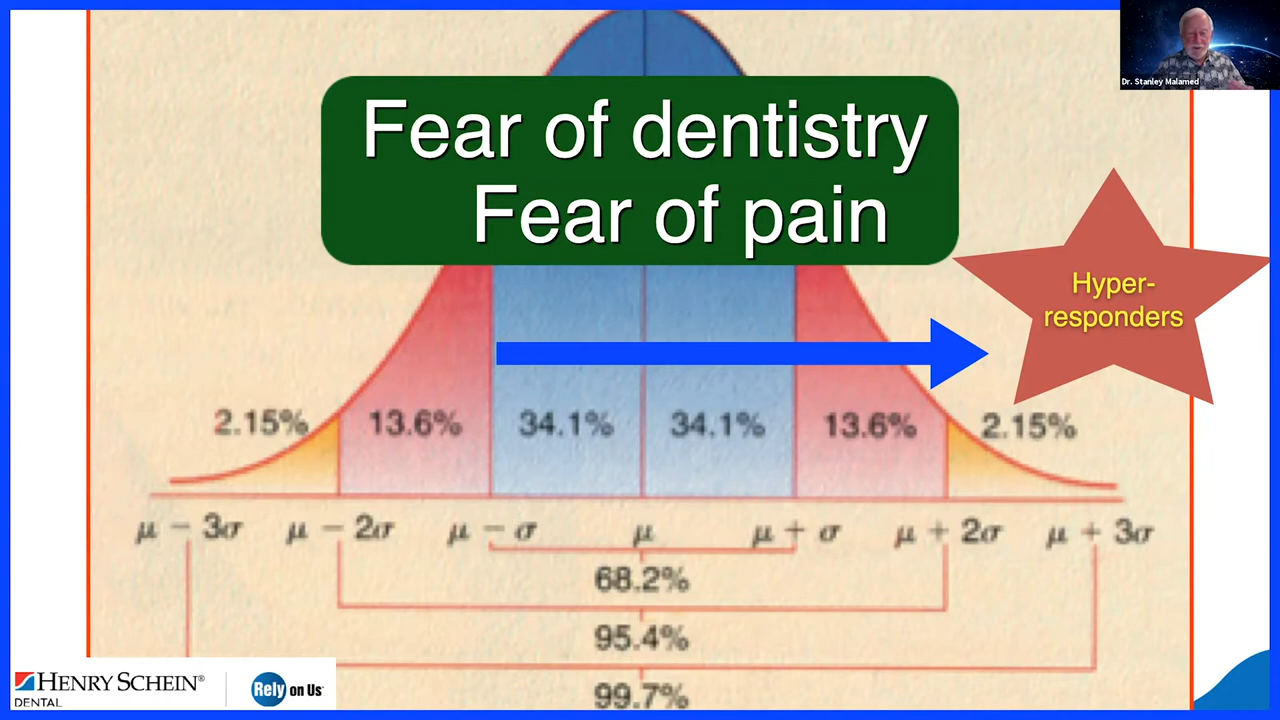 Dr. Stanley Malamed
Fear of dentistry
Fear of pain
Hyper-
responders
2.15%
13.6%
34.1%
34.1%
13.6%
2.15%
μ − 3σ
μ − 2σ
μ − σ
μ
μ + σ
μ + 2σ
μ + 3σ
68.2%
95.4%
99.7%
HENRY SCHEIN®
DENTAL
Rely on Us™